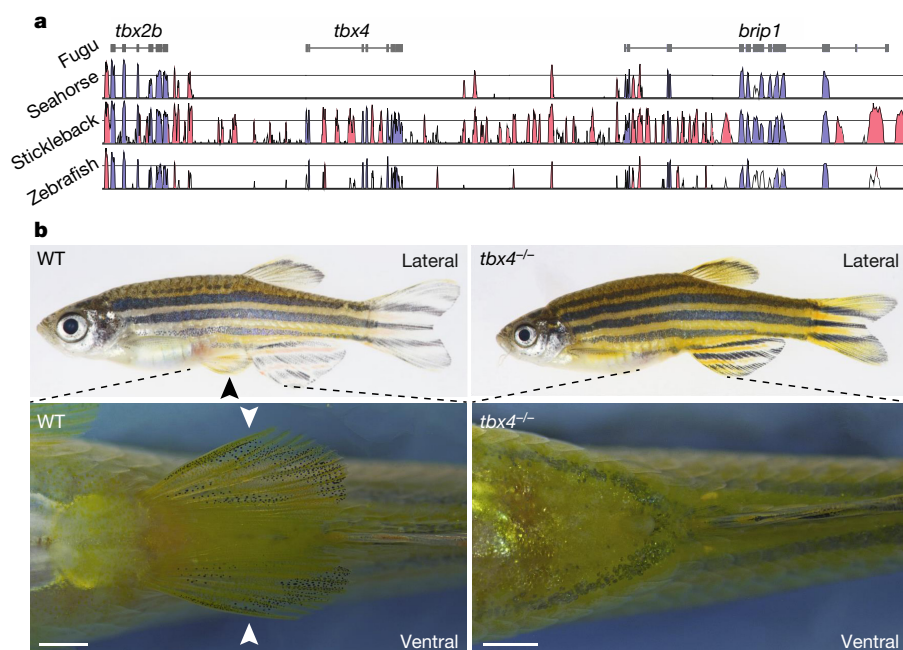 a
tbx2b tbx4 brip1
Fugu
Seahorse
Stickleback
Zebrafish
b
WT Lateral tbx4–/– Lateral
WT tbx4–/–
Ventral Ventral